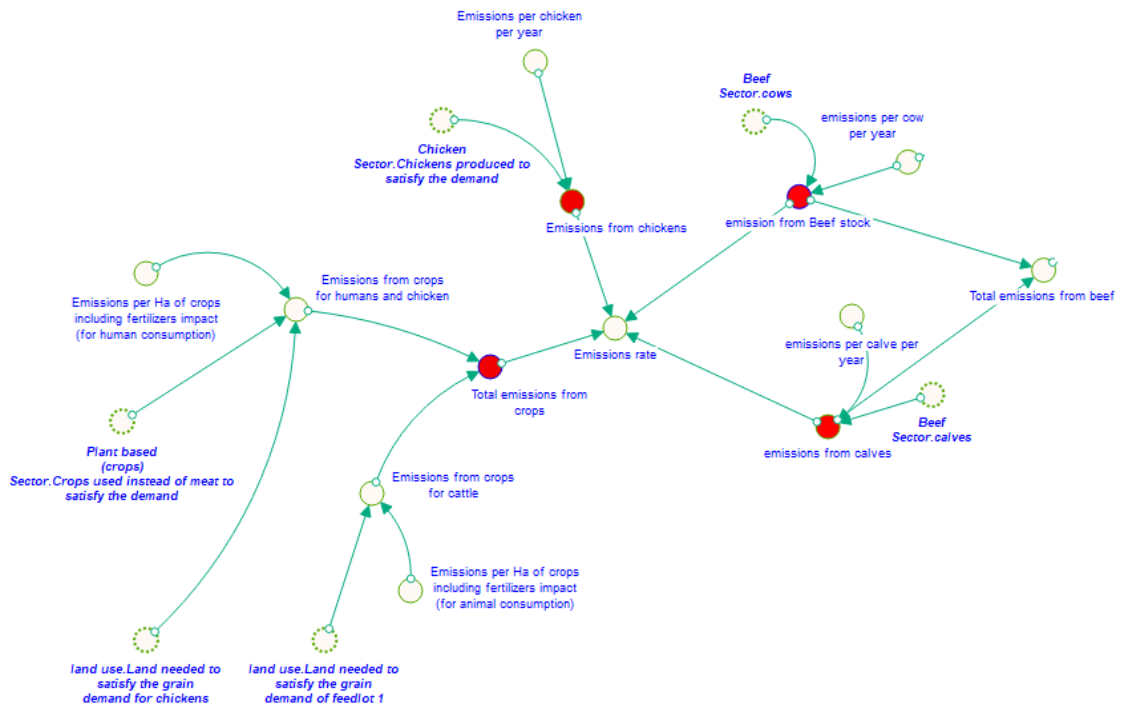 Emissions per chicken
per year
Beef
Sector.cows
emissions per cow
per year
Chicken
Sector.Chickens produced to
satisfy the demand
Emissions from chickens
emission from Beef stock
Emissions from crops
for humans and chicken
Emissions per Ha of crops
including fertilizers impact
(for human consumption)
Total emissions from beef
emissions per calve per
year
Emissions rate
Total emissions from
crops
Beef
Sector.calves
emissions from calves
Plant based
(crops)
Sector.Crops used instead of meat to
satisfy the demand
Emissions from crops
for cattle
Emissions per Ha of crops
including fertilizers impact
(for animal consumption)
land use.Land needed to
satisfy the grain
demand for chickens
land use.Land needed to
satisfy the grain
demand of feedlot 1